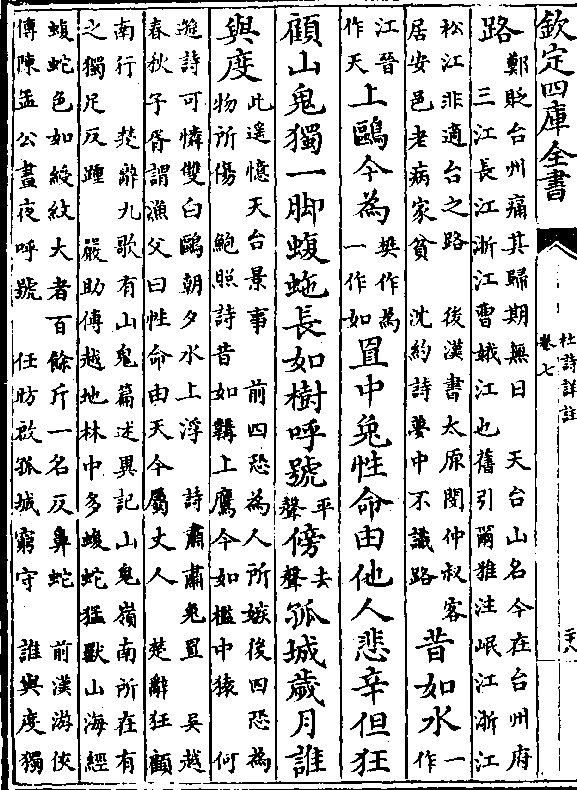 欽定四庫全書
杜詩詳註
卷七
路
鄭貶台州痛其歸期無日　天台山名今在台州府
三江長江浙江曹娥江也舊引爾雅注岷江浙江
松江非適台之路　後漢書太原閔仲叔客
居安邑老病家貧　沈約詩夢中不識路
昔如水一作
江晉作天上鷗今為樊作為一作如罝中兔性命由他人悲辛但狂
顧山鬼獨一脚蝮虵長如樹呼號平聲傍去聲孤城歲月誰
與度
此遙憶天台景事　前四恐為人所嫉後四恐為
物所傷　鮑照詩昔如韝上鷹今如檻中猿　何
遜詩可憐雙白鷗朝夕水上浮　詩肅肅兔罝　吳越
春秋子胥謂漁父曰性命由天今屬丈人　楚辭狂顧
南行　楚辭九歌有山鬼篇述異記山鬼嶺南所在有
之獨足反踵　嚴助傳越地林中多蝮蛇猛獸山海經
蝮蛇色如綬紋大者百餘斤一名反鼻蛇　前漢游俠
傳陳孟公晝夜呼號　任昉啟孤城窮守　誰與度獨